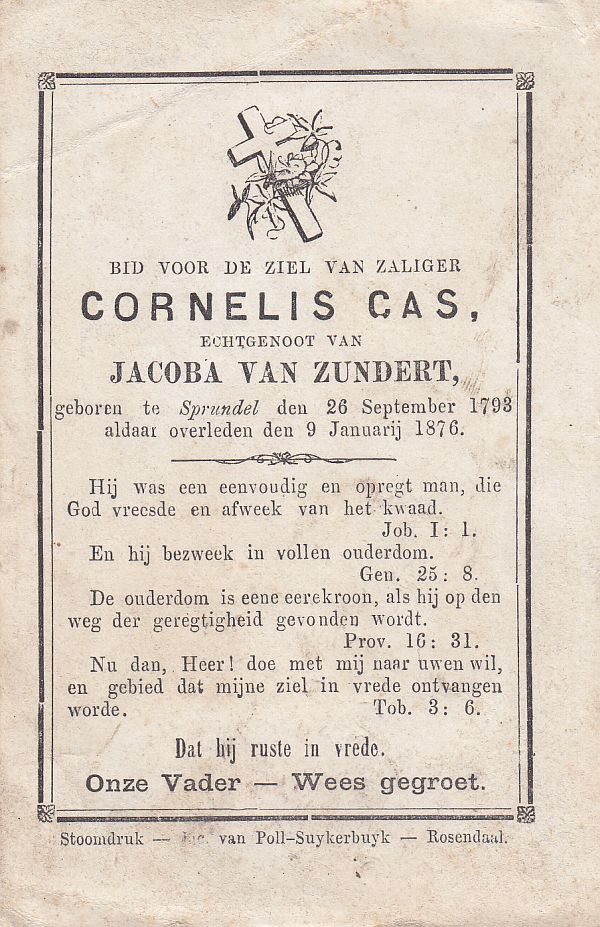 BID VOOR DE ZIEL VAN ZALIGER
CORNELIS GAS,
ECHTGENOOT VAN
JACOBA VAN ZUNDERT,
geboren te Sprundel den 26 September 1793
aldaar overleden den 9 Januarij 1876.
Hij was een eenvoudig en opregt man, die
God vreesde en afweek van het kwaad.
Job. I: 1.
En hij bezweek in vollen ouderdom.
Gen. 25: 8.
De ouderdom is eene eerekroon, als hij op den
weg der geregtigheid gevonden wordt.
Prov. 16: 31.
Nu dan, Heer! doe met mij naar uwen wil,
en gebied dat mijne ziel in vrede ontvangen
worde. Tob. 3: 6.
Dat hij ruste in vrede.
Onze Vader — Wees gegroet.
Stoomdruk — van Poll-Suykerbuyk — Rosendaal.